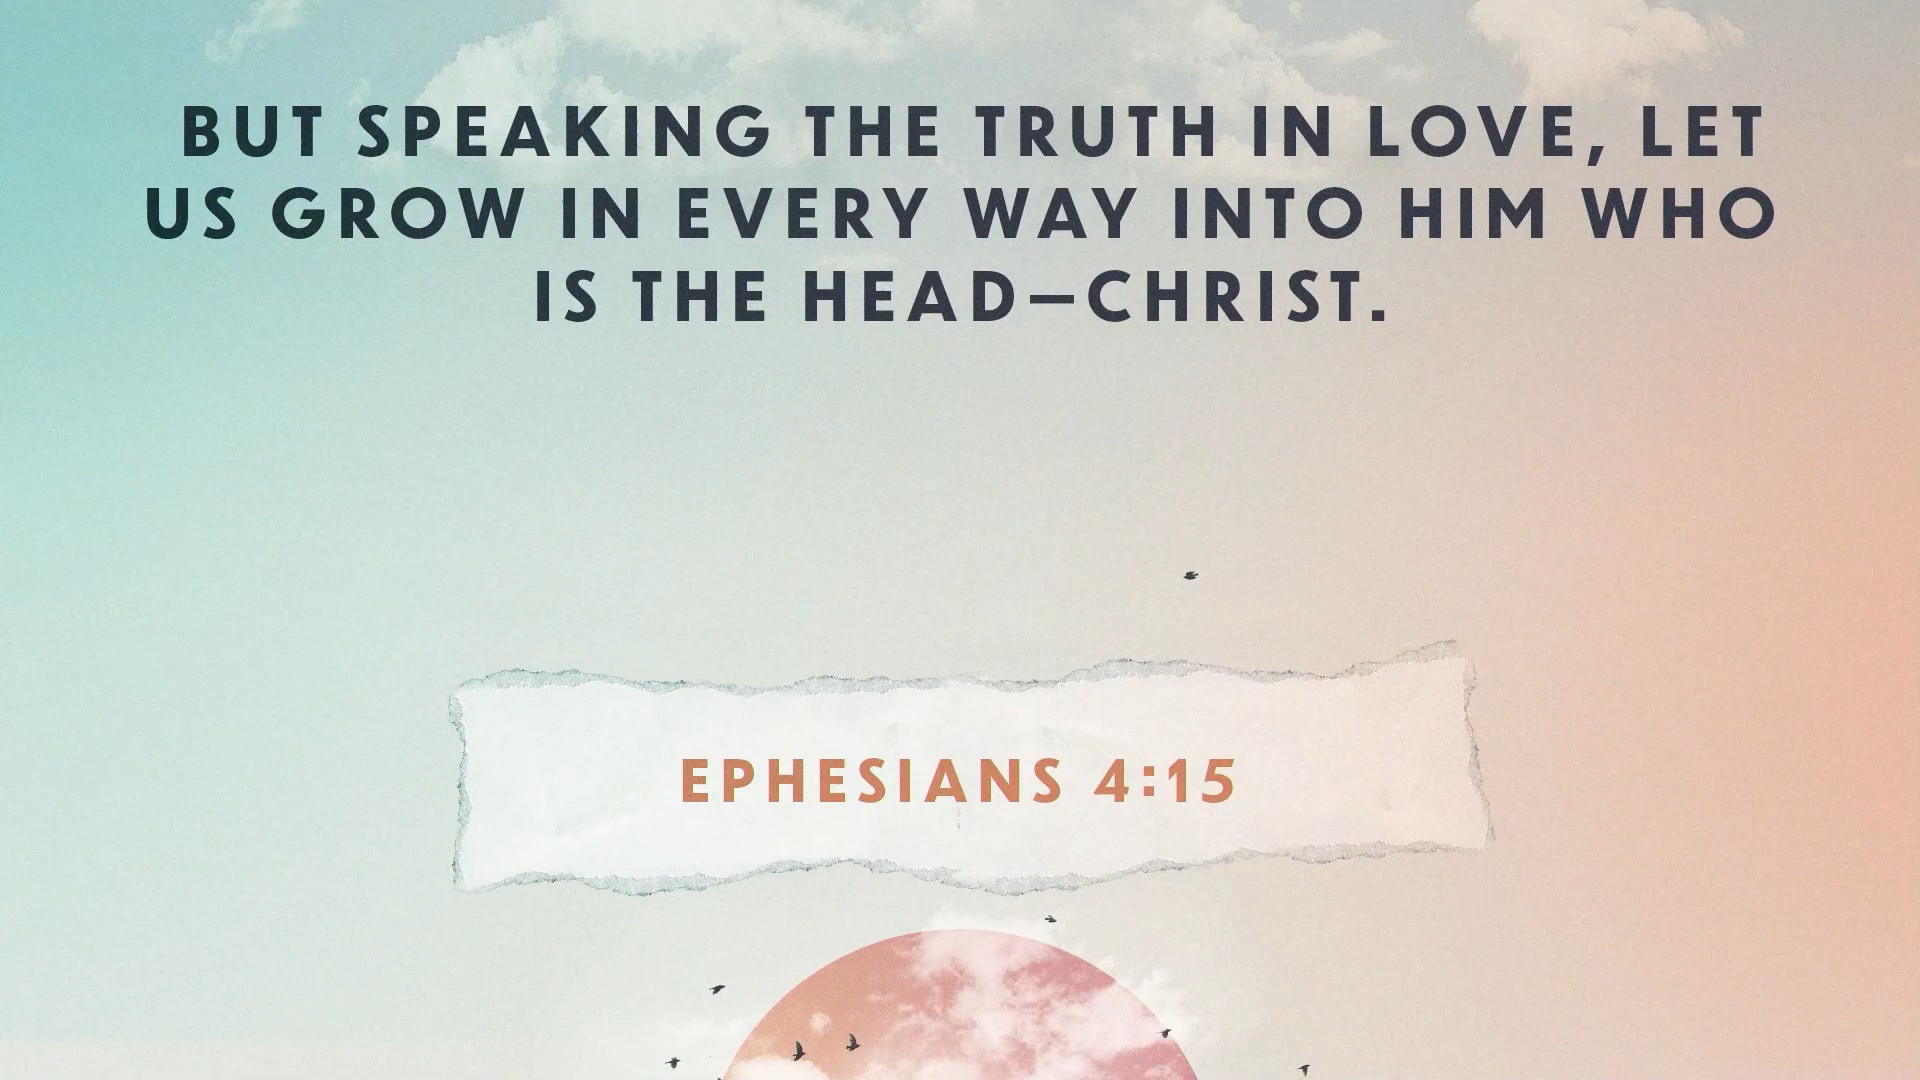 BUT SPEAKING THE TRUTH IN LOVE, LET
US GROW IN EVERY WAY INTO HIM WHO
IS THE HEAD—CHRIST.
EPHESIANS 4:15